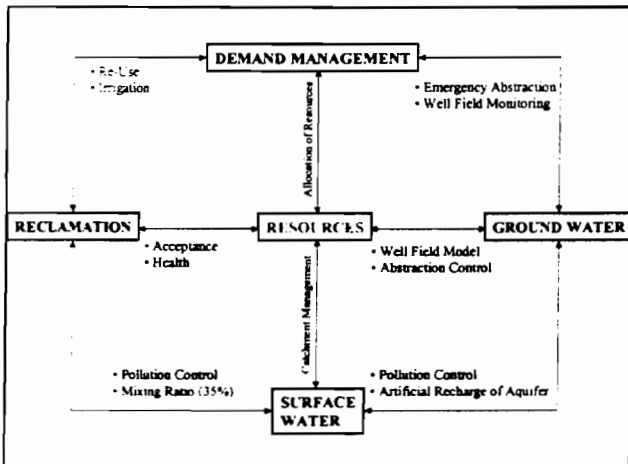 DEMAND MANAGEMENT
• Re-Use
• Irrigation
• Emergency Abstraction
• Well Field Monitoring
Allocation of Resources
RECLAMATION
RESOURCES
GROUND WATER
• Acceptance
• Health
• Well Field Model
• Abstraction Control
Catchment Management
• Pollution Control
• Mixing Ratio (35%)
• Pollution Control
• Artificial Recharge of Aquifer
SURFACE
WATER